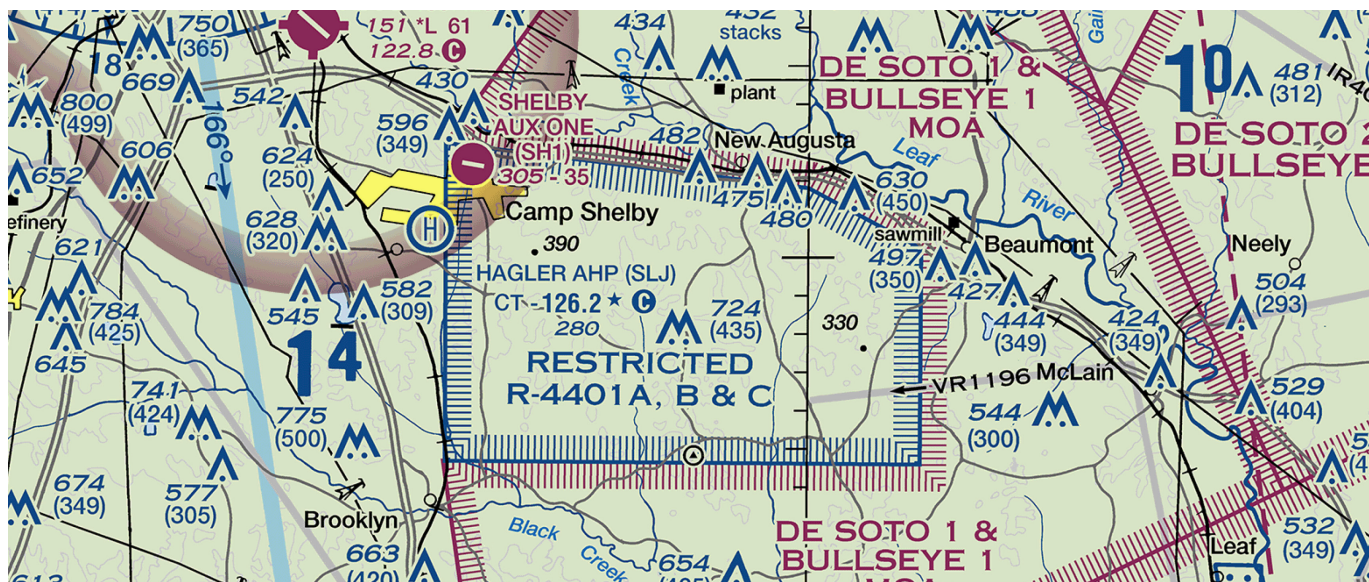 750
(365)
151 *L 61
122.8 C
434
432
stacks
488
18
669
800
(499)
542
430
Creek
plant
DE SOTO 1 &
BULLSEYE 1
MOA
10
481
(312)
DE SOTO 2
BULLSEYE
166°
596
(349)
SHELBY
AUX ONE
(SH1)
305 - 35
482
New Augusta
Leaf
River
606
652
624
(250)
475
480
630
(450)
refinery
628
(320)
H
Camp Shelby
390
sawmill
Beaumont
Neely
621
497
(350)
427
504
(293)
HAGLER AHP (SLJ)
CT - 126.2 ★ C
280
784
(425)
645
545
582
(309)
724
(435)
330
444
(349)
424
(349)
14
RESTRICTED
R-4401A, B & C
VR1196
McLain
741
(424)
775
(500)
544
(300)
529
(404)
577
(305)
674
(349)
Brooklyn
Black
Creek
DE SOTO 1 &
BULLSEYE 1
MOA
532
(349)
Leaf
663
(420)
654
613